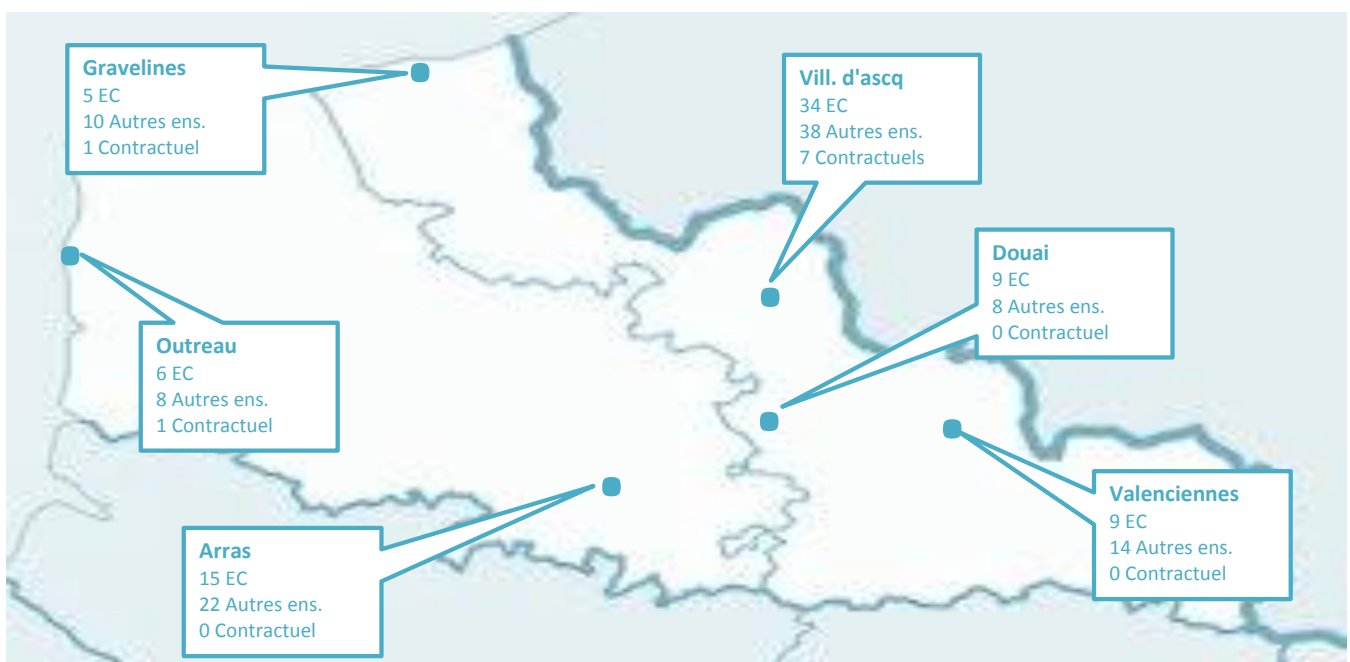 Gravelines
5 EC
10 Autres ens.
1 Contractuel
Vill. d'ascq
34 EC
38 Autres ens.
7 Contractuels
Douai
9 EC
8 Autres ens.
0 Contractuel
Outreau
6 EC
8 Autres ens.
1 Contractuel
Valenciennes
9 EC
14 Autres ens.
0 Contractuel
Arras
15 EC
22 Autres ens.
0 Contractuel